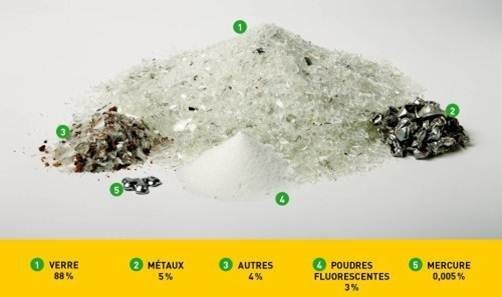 1
2
3
5
4
1 VERRE
88 %
2 MÉTAUX
5 %
3 AUTRES
4 %
4 POUDRES
FLUORESCENTES
3 %
5 MERCURE
0,005 %